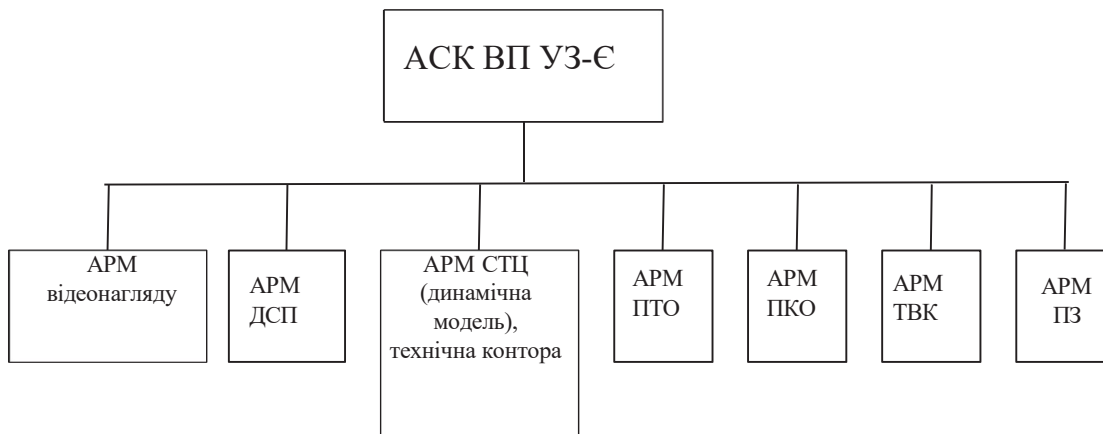 АСК ВП УЗ-Є
АРМ
відеонагляду
АРМ
ДСП
АРМ СТЦ
(динамічна
модель),
технічна контора
АРМ
ПТО
АРМ
ПКО
АРМ
ТВК
АРМ
ПЗ